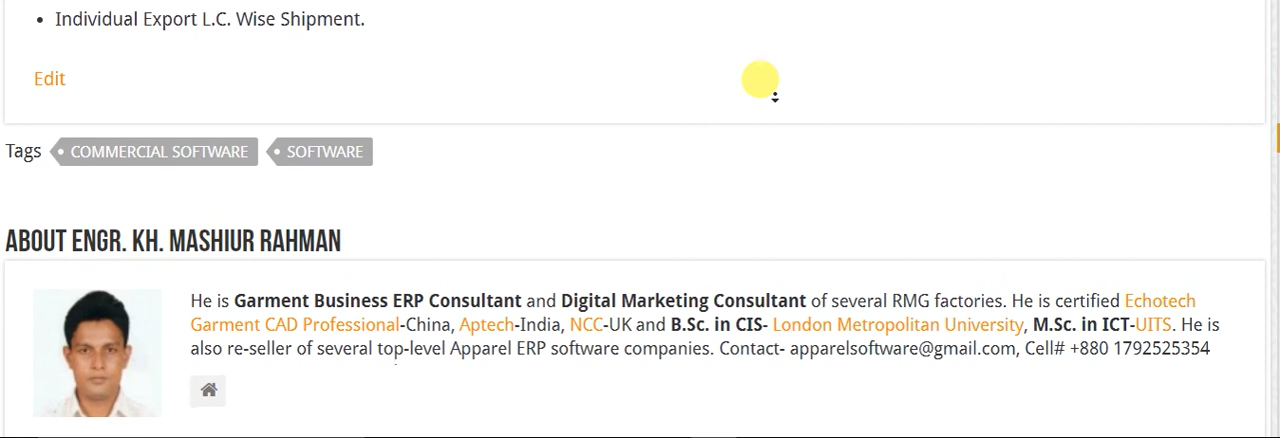 • Individual Export L.C. Wise Shipment.
Edit
Tags COMMERCIAL SOFTWARE SOFTWARE
ABOUT ENGR. KH. MASHIUR RAHMAN
He is Garment Business ERP Consultant and Digital Marketing Consultant of several RMG factories. He is certified Echotech
Garment CAD Professional-China, Aptech-India, NCC-UK and B.Sc. in CIS- London Metropolitan University, M.Sc. in ICT-UITS. He is
also re-seller of several top-level Apparel ERP software companies. Contact- apparelsoftware@gmail.com, Cell# +880 1792525354